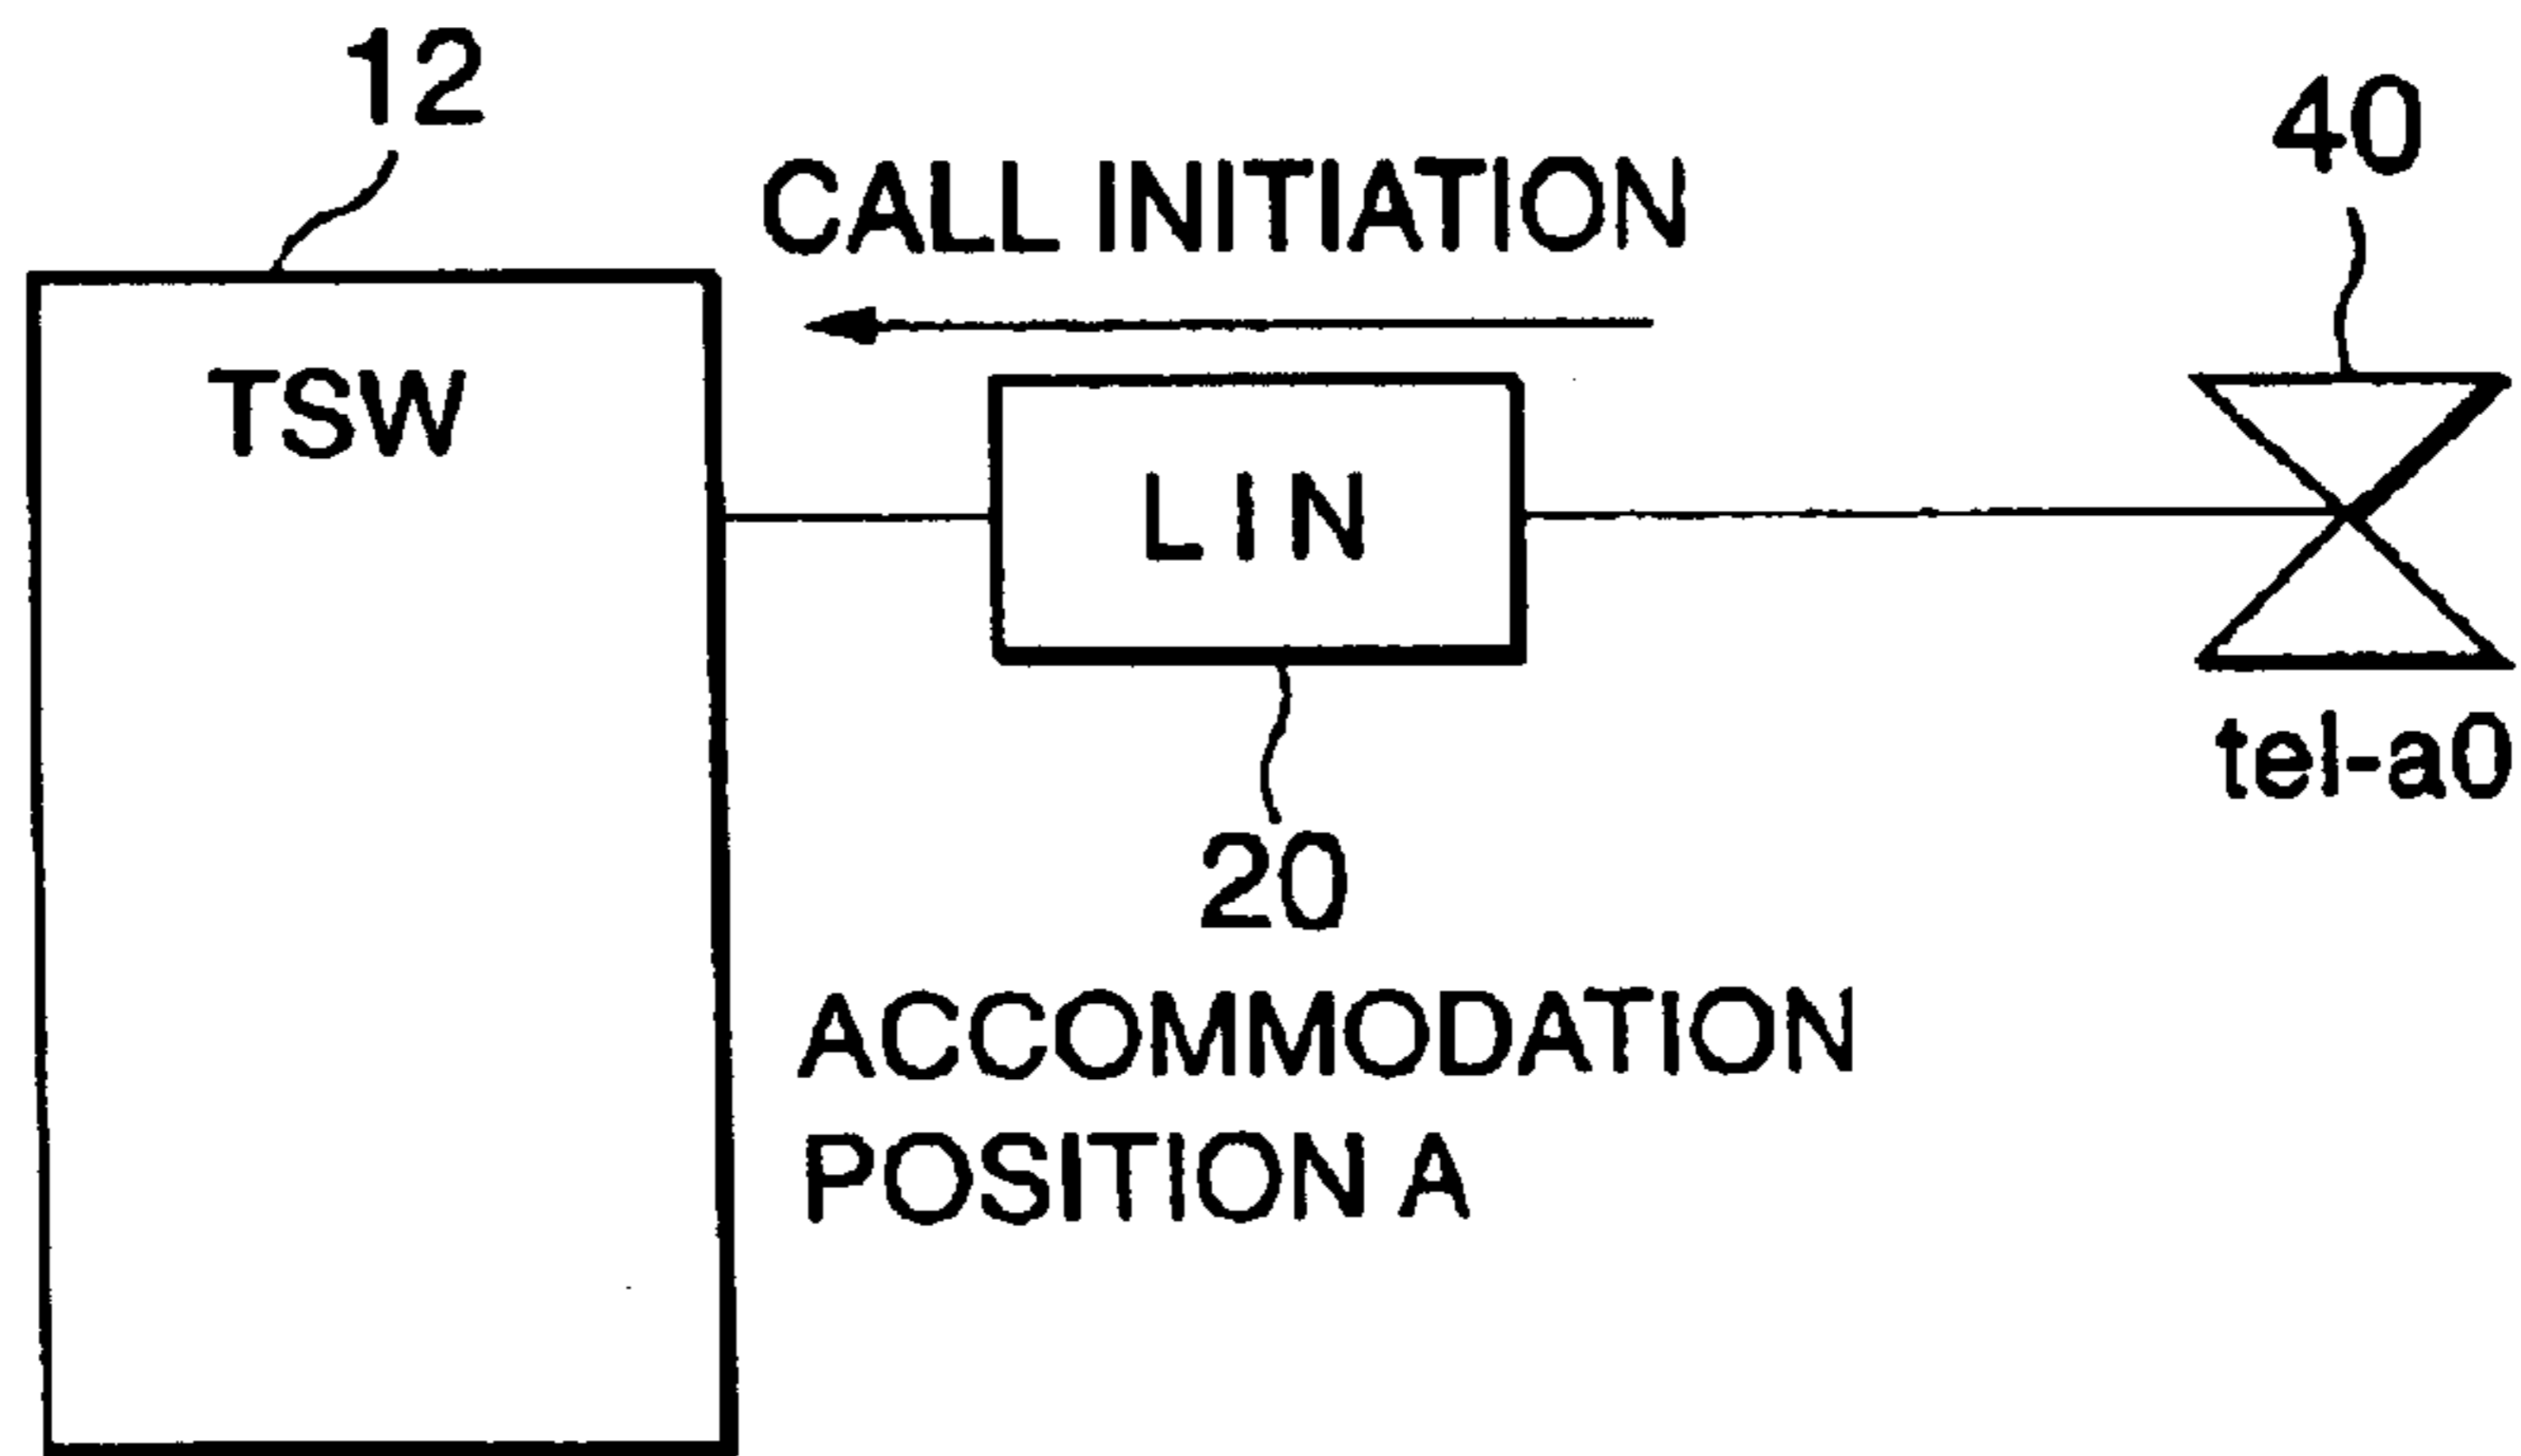 12
40
CALL INITIATION
TSW
LIN
tel-a0
20
ACCOMMODATION
POSITION A